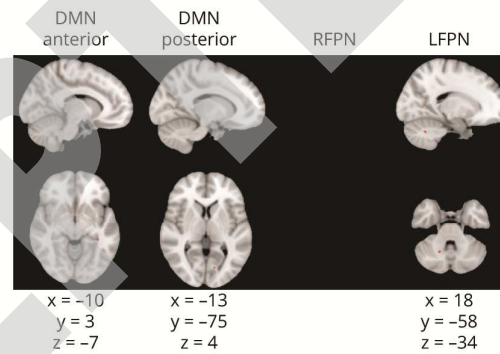 DMN
anterior
DMN
posterior
RFPN
LFPN
x = –10
y = 3
z = –7
x = –13
y = –75
z = 4
x = 18
y = –58
z = –34